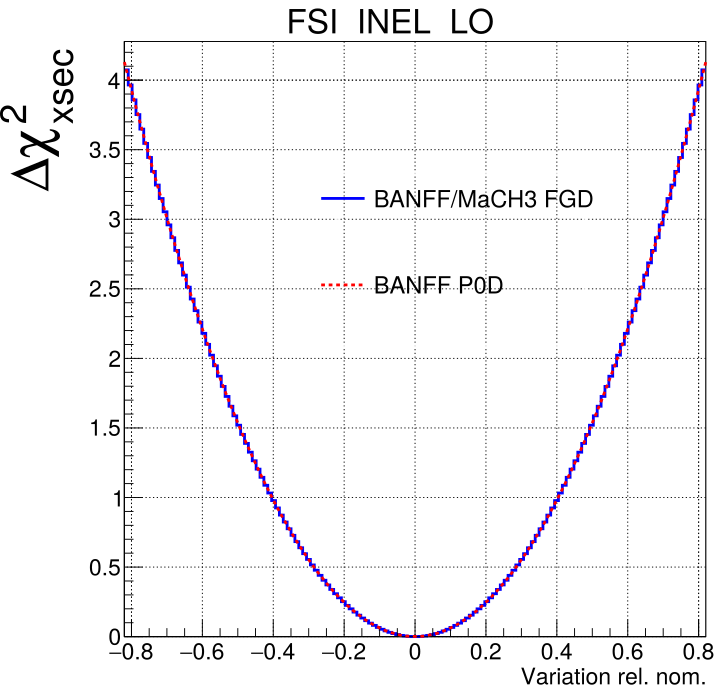 FSI INEL LO
Δχ²xsec
4
3.5
3
2.5
2
1.5
1
0.5
0
BANFF/MaCH3 FGD
BANFF P0D
−0.8 −0.6 −0.4 −0.2 0 0.2 0.4 0.6 0.8
Variation rel. nom.